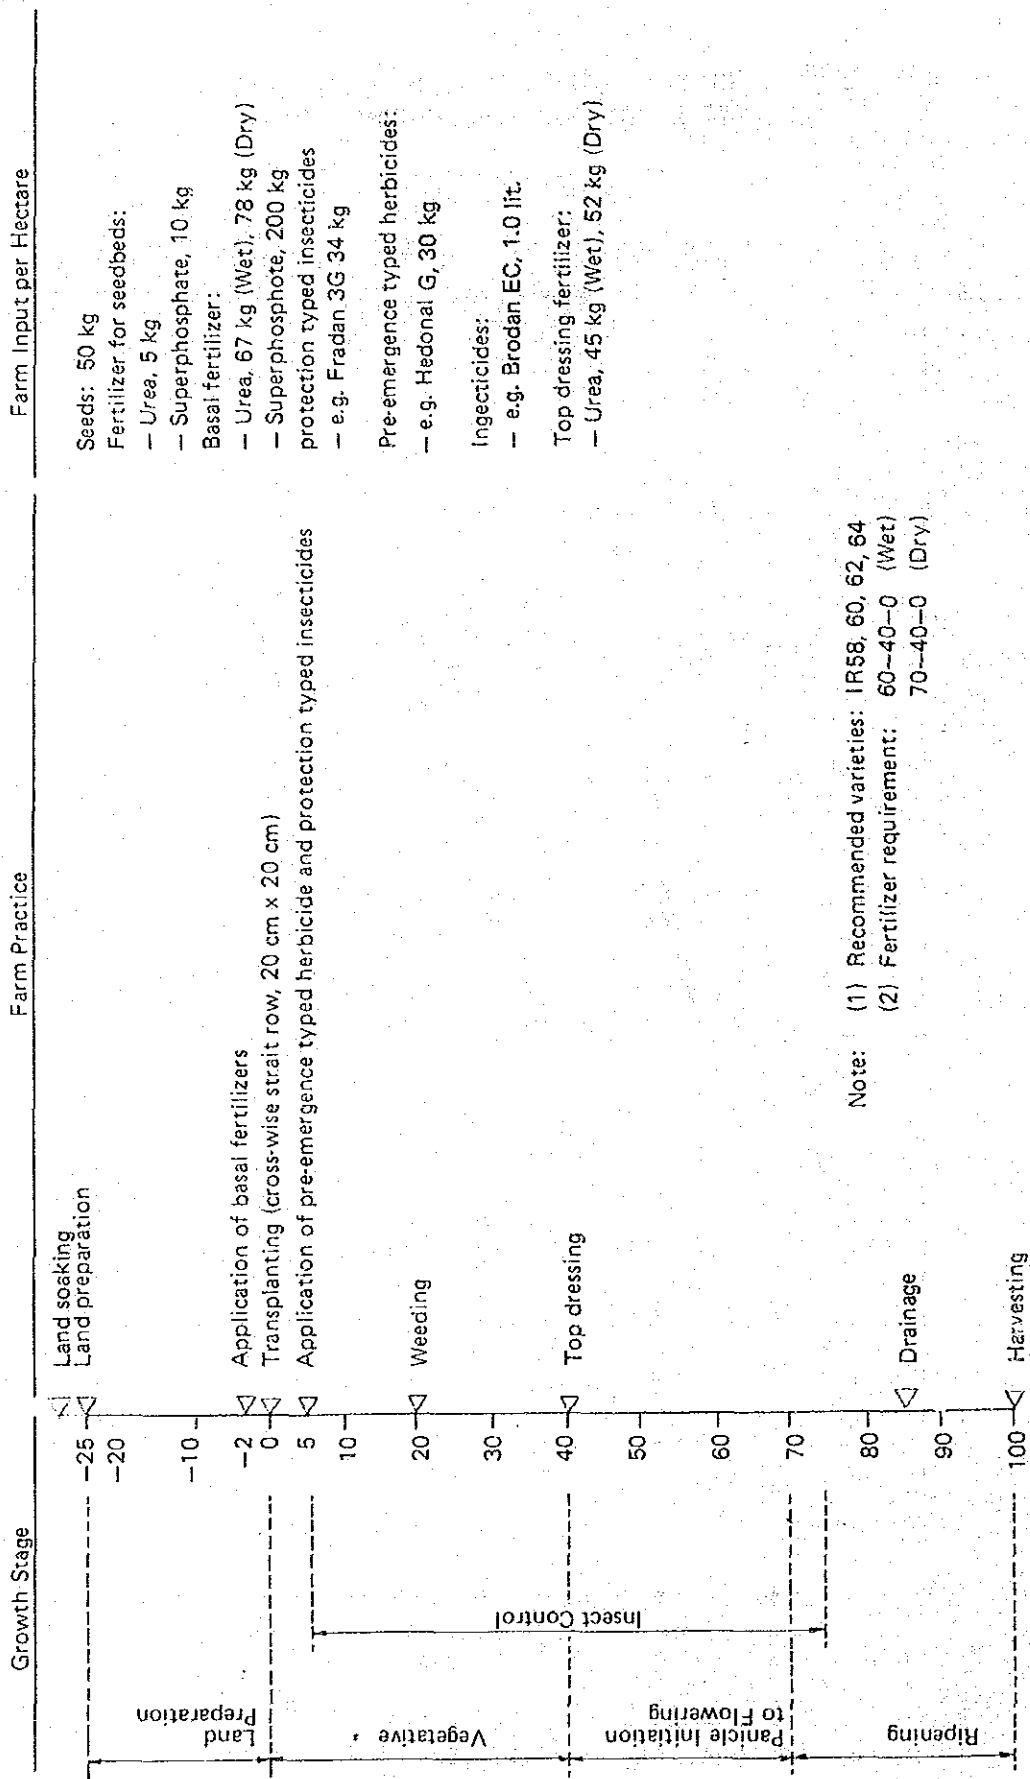 Growth Stage
Farm Practice
Farm Input per Hectare
Land soaking
Land preparation
Application of basal fertilizers
Transplanting (cross-wise strait row, 20 cm x 20 cm)
Application of pre-emergence typed herbicide and protection typed insecticides
Weeding
Top dressing
Drainage
Harvesting
−25
−20
−10
−2
0
5
10
20
30
40
50
60
70
80
90
100
Land
Preparation
Vegetative
Panicle Initiation
to Flowering
Ripening
Insect Control
Seeds: 50 kg
Fertilizer for seedbeds:
– Urea, 5 kg
– Superphosphate, 10 kg
Basal fertilizer:
– Urea, 67 kg (Wet), 78 kg (Dry)
– Superphosphote, 200 kg
protection typed insecticides
– e.g. Fradan 3G 34 kg
Pre-emergence typed herbicides:
– e.g. Hedonal G, 30 kg
Ingecticides:
– e.g. Brodan EC, 1.0 lit.
Top dressing fertilizer:
– Urea, 45 kg (Wet), 52 kg (Dry)
Note: (1) Recommended varieties: IR58, 60, 62, 64
(2) Fertilizer requirement: 60–40–0 (Wet)
70–40–0 (Dry)